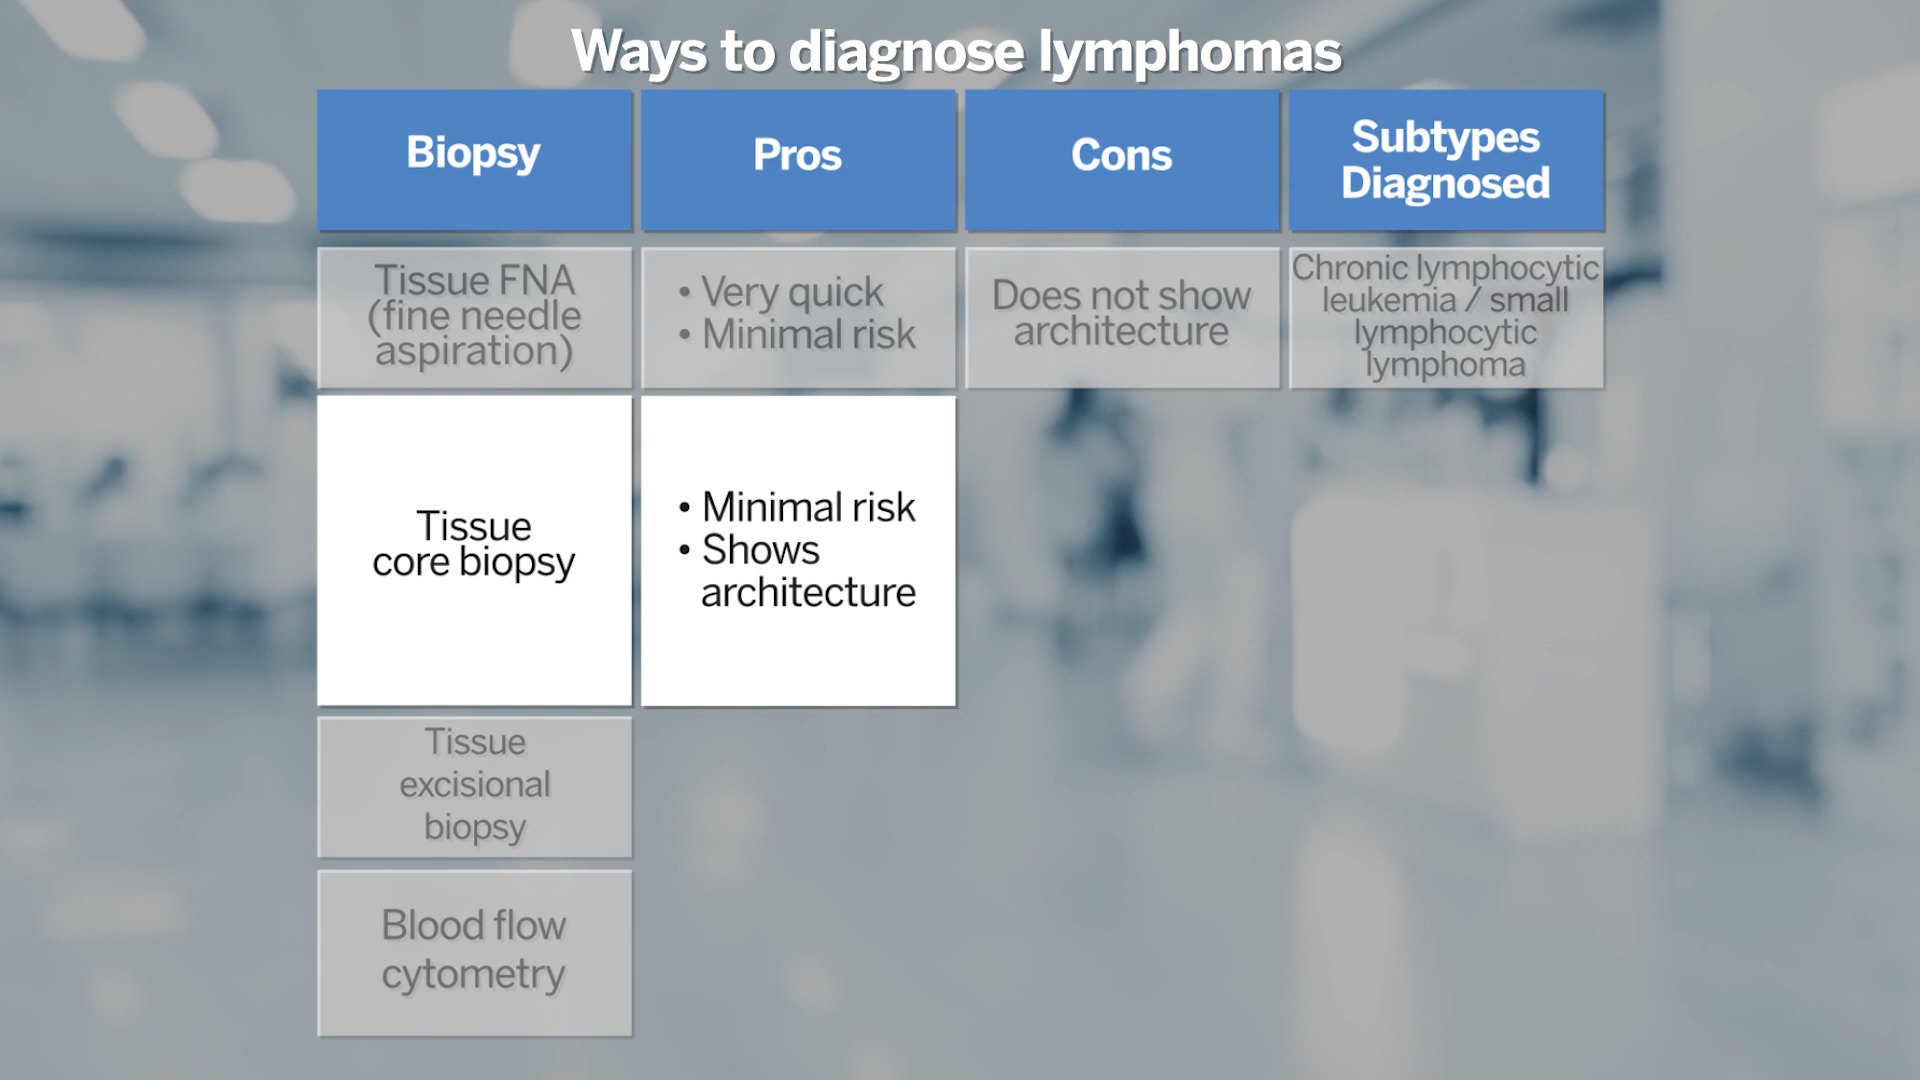 Ways to diagnose lymphomas
Biopsy
Pros
Cons
Subtypes
Diagnosed
Tissue FNA
(fine needle
aspiration)
• Very quick
• Minimal risk
Does not show
architecture
Chronic lymphocytic
leukemia / small
lymphocytic
lymphoma
Tissue
core biopsy
• Minimal risk
• Shows
architecture
Tissue
excisional
biopsy
Blood flow
cytometry